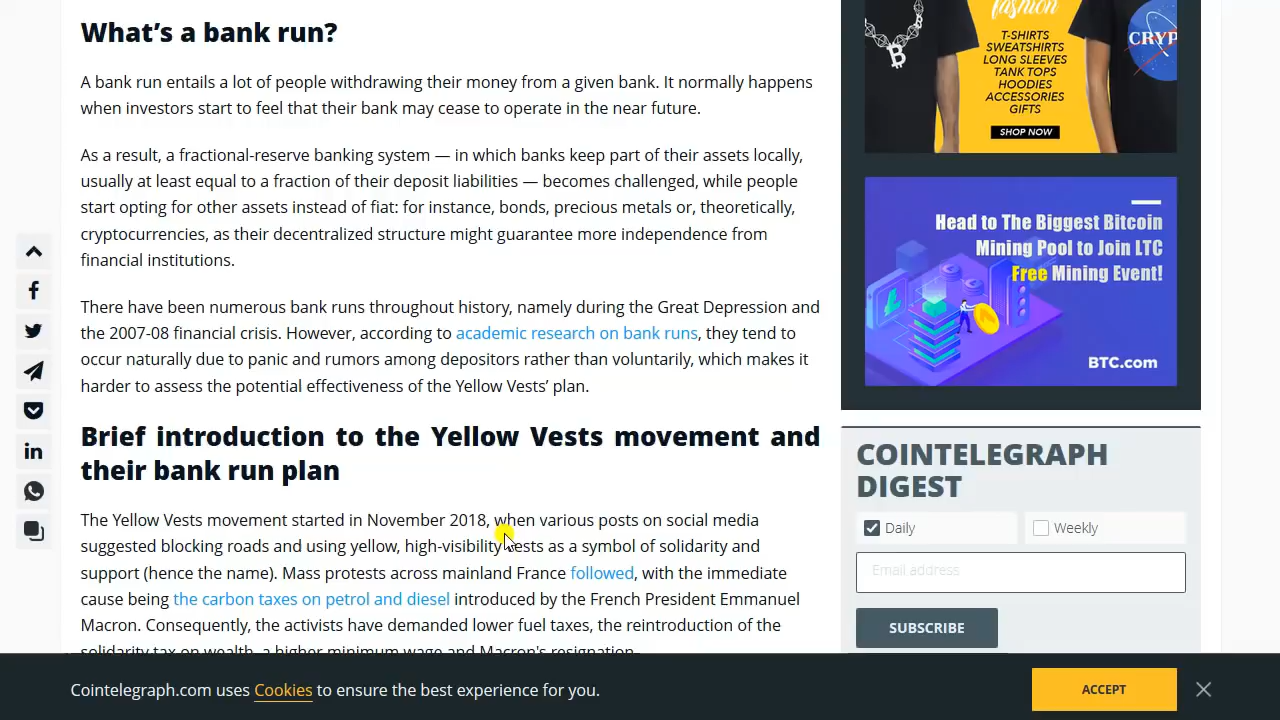 What's a bank run?
A bank run entails a lot of people withdrawing their money from a given bank. It normally happens
when investors start to feel that their bank may cease to operate in the near future.
As a result, a fractional-reserve banking system — in which banks keep part of their assets locally,
usually at least equal to a fraction of their deposit liabilities — becomes challenged, while people
start opting for other assets instead of fiat: for instance, bonds, precious metals or, theoretically,
cryptocurrencies, as their decentralized structure might guarantee more independence from
financial institutions.
There have been numerous bank runs throughout history, namely during the Great Depression and
the 2007-08 financial crisis. However, according to academic research on bank runs, they tend to
occur naturally due to panic and rumors among depositors rather than voluntarily, which makes it
harder to assess the potential effectiveness of the Yellow Vests' plan.
Brief introduction to the Yellow Vests movement and
their bank run plan
The Yellow Vests movement started in November 2018, when various posts on social media
suggested blocking roads and using yellow, high-visibility vests as a symbol of solidarity and
support (hence the name). Mass protests across mainland France followed, with the immediate
cause being the carbon taxes on petrol and diesel introduced by the French President Emmanuel
Macron. Consequently, the activists have demanded lower fuel taxes, the reintroduction of the
solidarity tax on wealth, a higher minimum wage and Macron's resignation.
fashion
T-SHIRTS
SWEATSHIRTS
LONG SLEEVES
TANK TOPS
HOODIES
ACCESSORIES
GIFTS
SHOP NOW
CRYP
Head to The Biggest Bitcoin
Mining Pool to Join LTC
Free Mining Event!
BTC.com
COINTELEGRAPH
DIGEST
Daily
Weekly
Email address
SUBSCRIBE
Cointelegraph.com uses Cookies to ensure the best experience for you.
ACCEPT